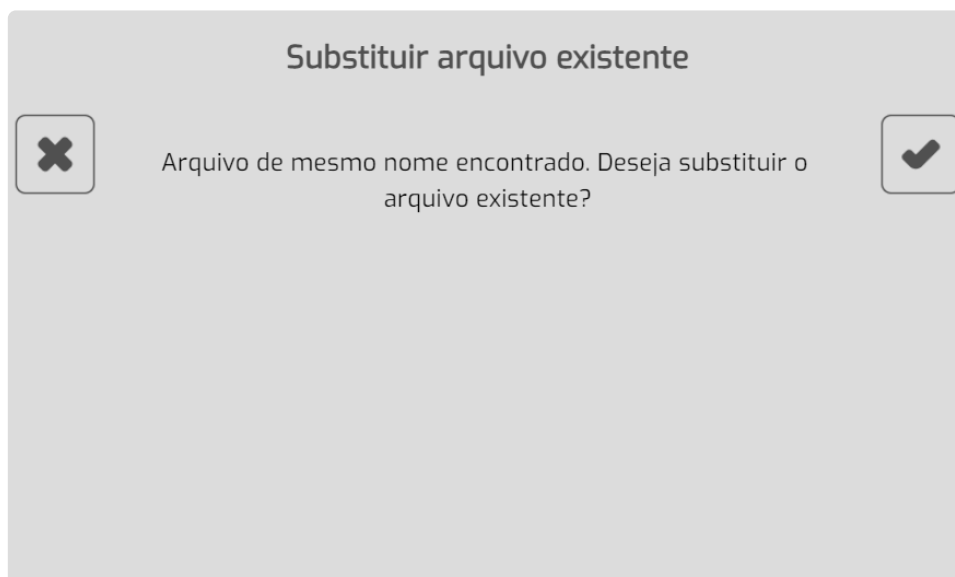 Substituir arquivo existente
Arquivo de mesmo nome encontrado. Deseja substituir o
arquivo existente?